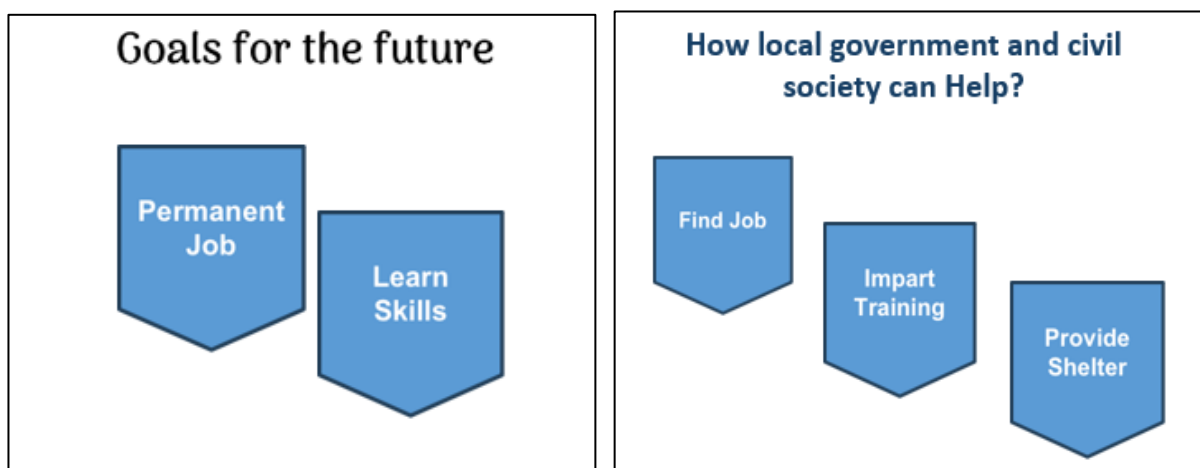 Goals for the future
Permanent
Job
Learn
Skills
How local government and civil
society can Help?
Find Job
Impart
Training
Provide
Shelter